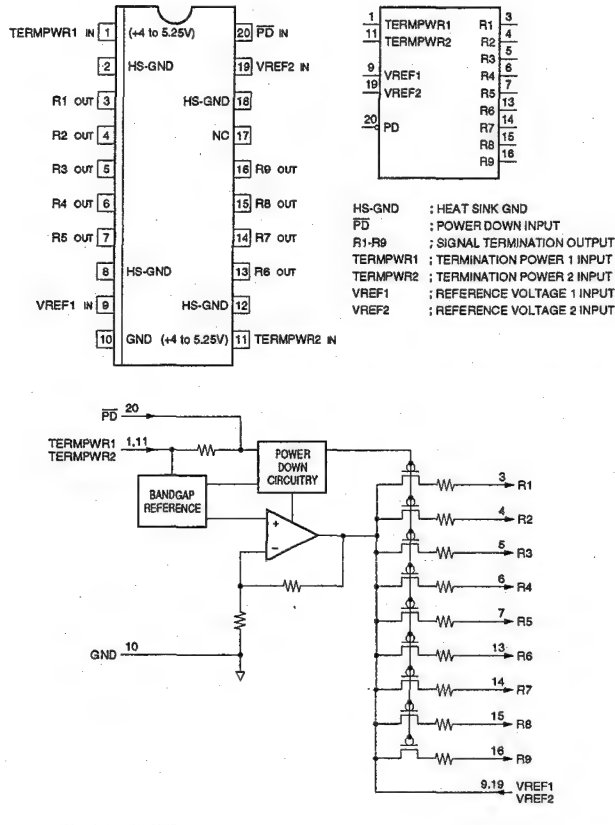 TERMPWR1 IN 1 (+4 to 5.25V) 20 PD IN
2 HS-GND 19 VREF2 IN
R1 OUT 3 HS-GND 18
R2 OUT 4 NC 17
R3 OUT 5 16 R9 OUT
R4 OUT 6 15 R8 OUT
R5 OUT 7 14 R7 OUT
8 HS-GND 13 R6 OUT
VREF1 IN 9 HS-GND 12
10 GND (+4 to 5.25V) 11 TERMPWR2 IN
1 TERMPWR1 R1 3
11 TERMPWR2 R2 4
R3 5
9 VREF1 R4 6
19 VREF2 R5 7
R6 13
20 PD R7 14
R8 15
R9 16
HS-GND ; HEAT SINK GND
PD ; POWER DOWN INPUT
R1-R9 ; SIGNAL TERMINATION OUTPUT
TERMPWR1 ; TERMINATION POWER 1 INPUT
TERMPWR2 ; TERMINATION POWER 2 INPUT
VREF1 ; REFERENCE VOLTAGE 1 INPUT
VREF2 ; REFERENCE VOLTAGE 2 INPUT
PD 20
TERMPWR1 1,11
TERMPWR2
POWER
DOWN
CIRCUITRY
BANDGAP
REFERENCE
+
−
GND 10
3 R1
4 R2
5 R3
6 R4
7 R5
13 R6
14 R7
15 R8
16 R9
9,19 VREF1
VREF2